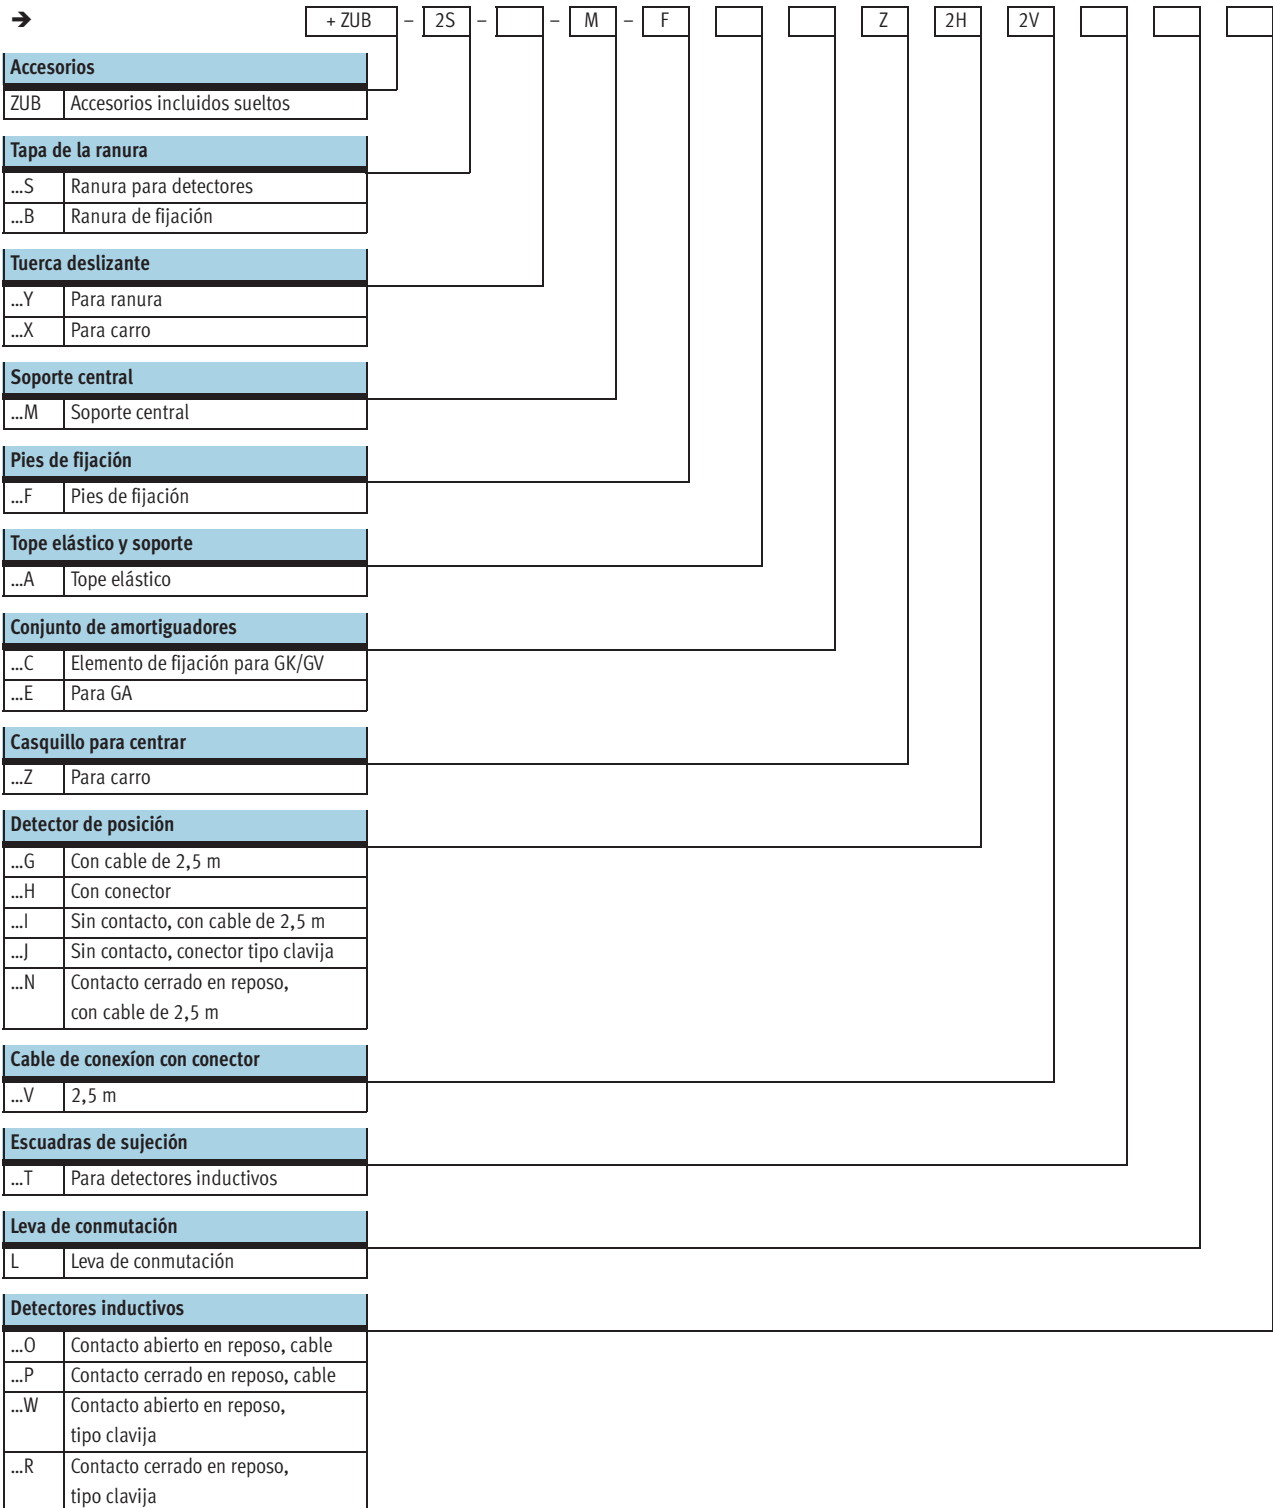 ➔ + ZUB – 2S – – M – F Z 2H 2V
Accesorios
ZUB Accesorios incluidos sueltos
Tapa de la ranura
...S Ranura para detectores
...B Ranura de fijación
Tuerca deslizante
...Y Para ranura
...X Para carro
Soporte central
...M Soporte central
Pies de fijación
...F Pies de fijación
Tope elástico y soporte
...A Tope elástico
Conjunto de amortiguadores
...C Elemento de fijación para GK/GV
...E Para GA
Casquillo para centrar
...Z Para carro
Detector de posición
...G Con cable de 2,5 m
...H Con conector
...I Sin contacto, con cable de 2,5 m
...J Sin contacto, conector tipo clavija
...N Contacto cerrado en reposo,
con cable de 2,5 m
Cable de conexíon con conector
...V 2,5 m
Escuadras de sujeción
...T Para detectores inductivos
Leva de conmutación
L Leva de conmutación
Detectores inductivos
...O Contacto abierto en reposo, cable
...P Contacto cerrado en reposo, cable
...W Contacto abierto en reposo,
tipo clavija
...R Contacto cerrado en reposo,
tipo clavija